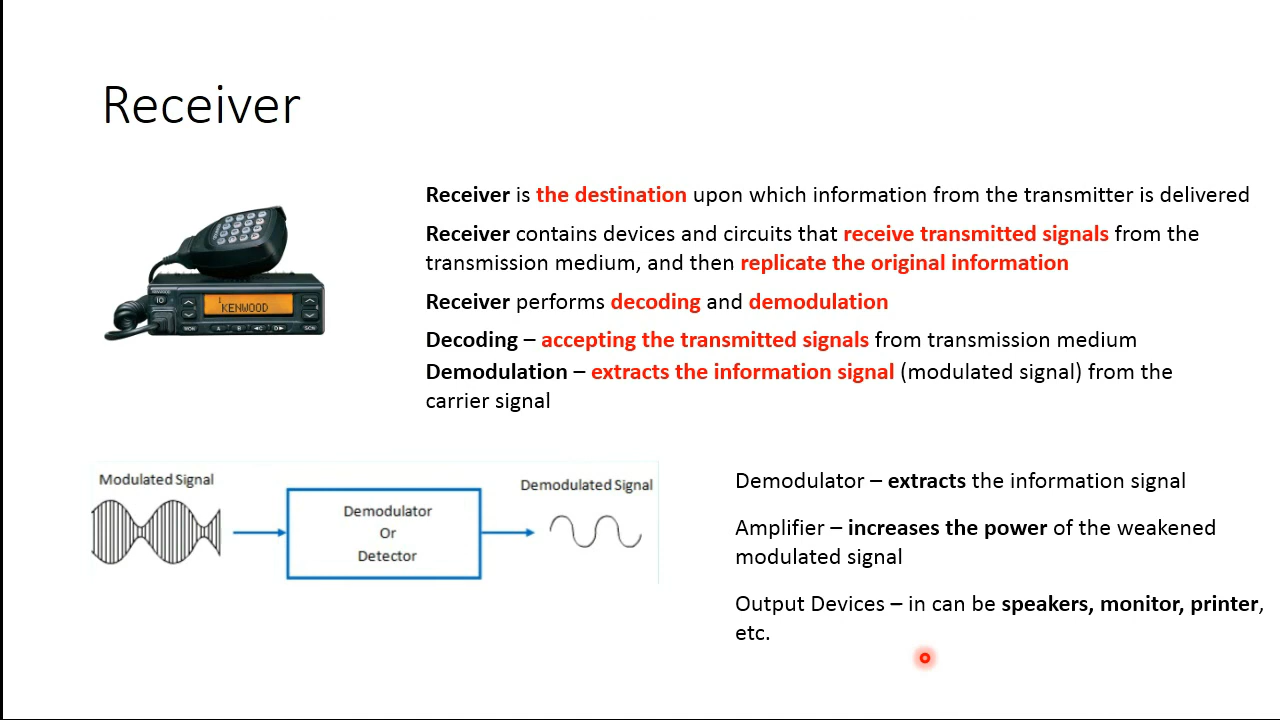 Receiver
Receiver is the destination upon which information from the transmitter is delivered
Receiver contains devices and circuits that receive transmitted signals from the
transmission medium, and then replicate the original information
Receiver performs decoding and demodulation
Decoding – accepting the transmitted signals from transmission medium
Demodulation – extracts the information signal (modulated signal) from the
carrier signal
KENWOOD
Modulated Signal
Demodulator
Or
Detector
Demodulated Signal
Demodulator – extracts the information signal
Amplifier – increases the power of the weakened
modulated signal
Output Devices – in can be speakers, monitor, printer,
etc.